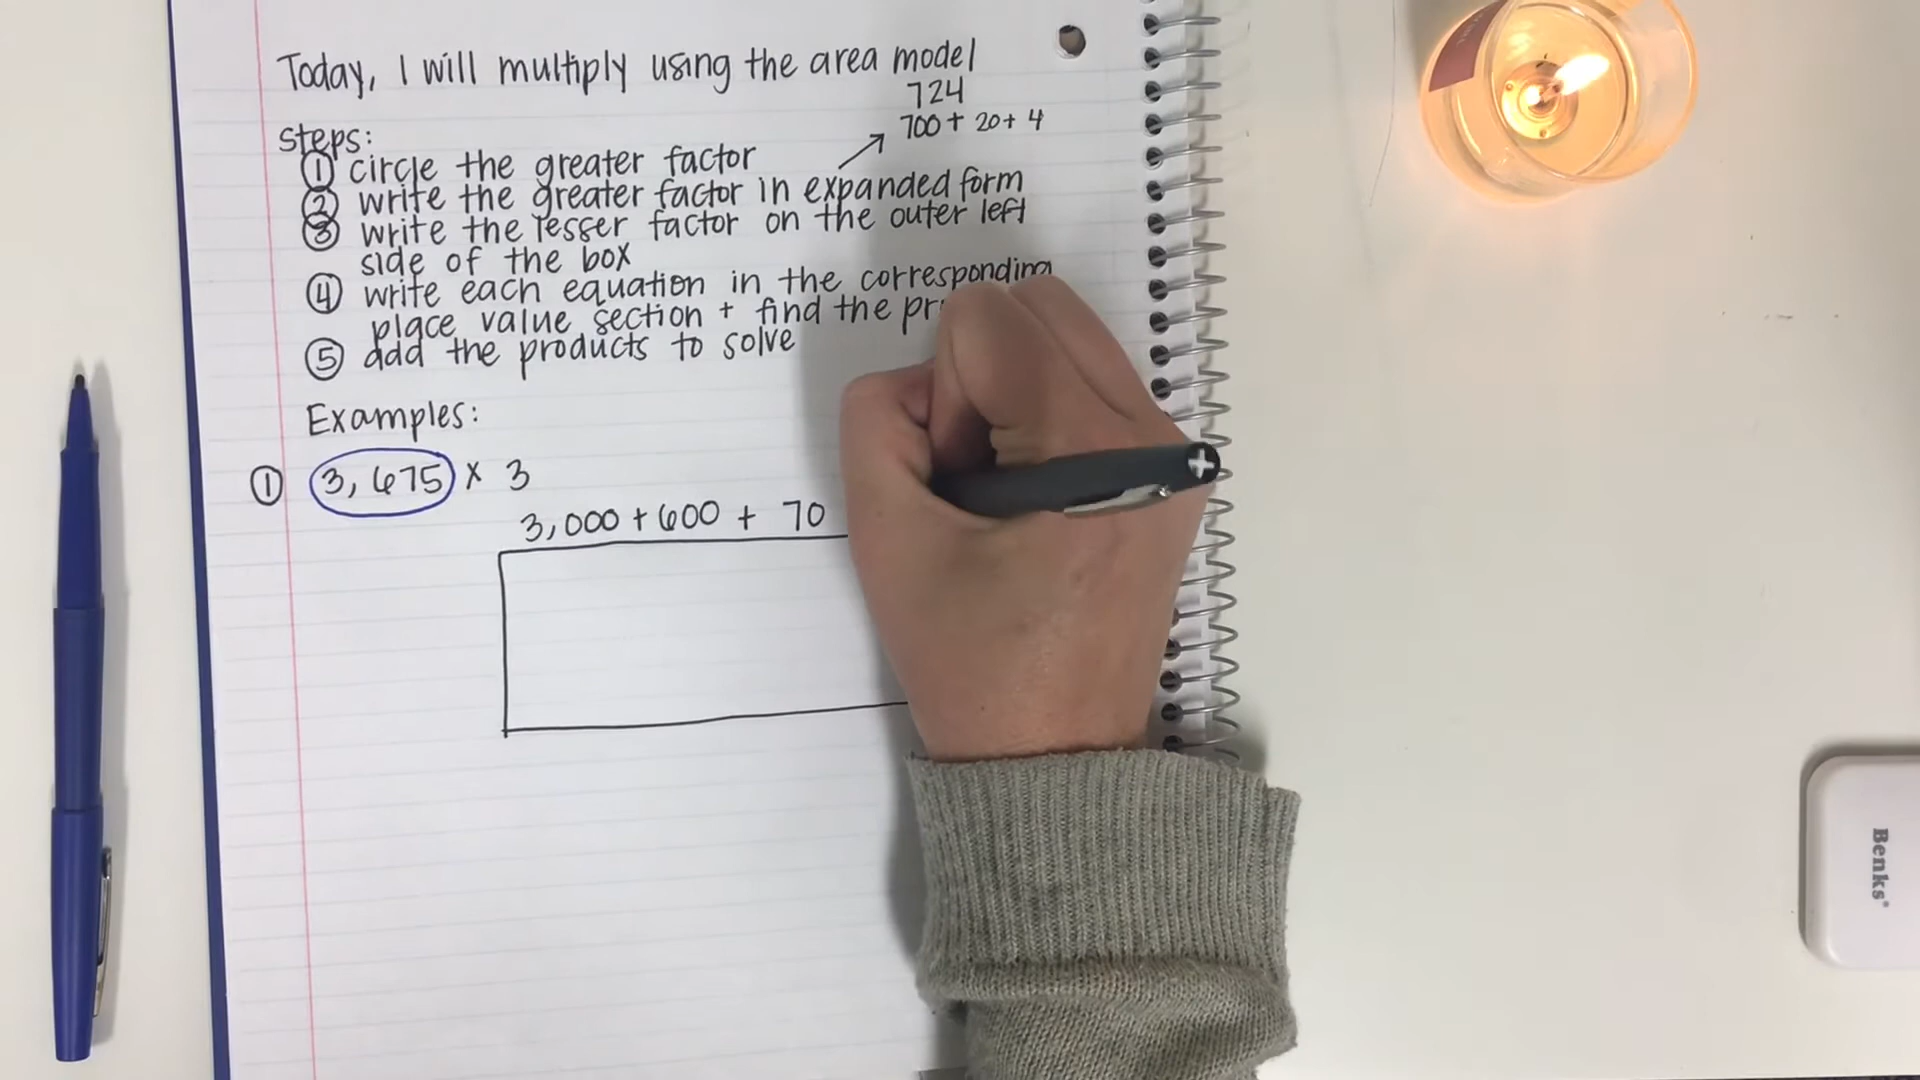 Today, I will multiply using the area model
724
700 + 20 + 4
steps:
① circle the greater factor
② write the greater factor in expanded form
③ write the lesser factor on the outer left
side of the box
④ write each equation in the corresponding
place value section + find the
⑤ add the products to solve
Examples:
① 3,675 x 3
3,000 + 600 + 70
Benks®